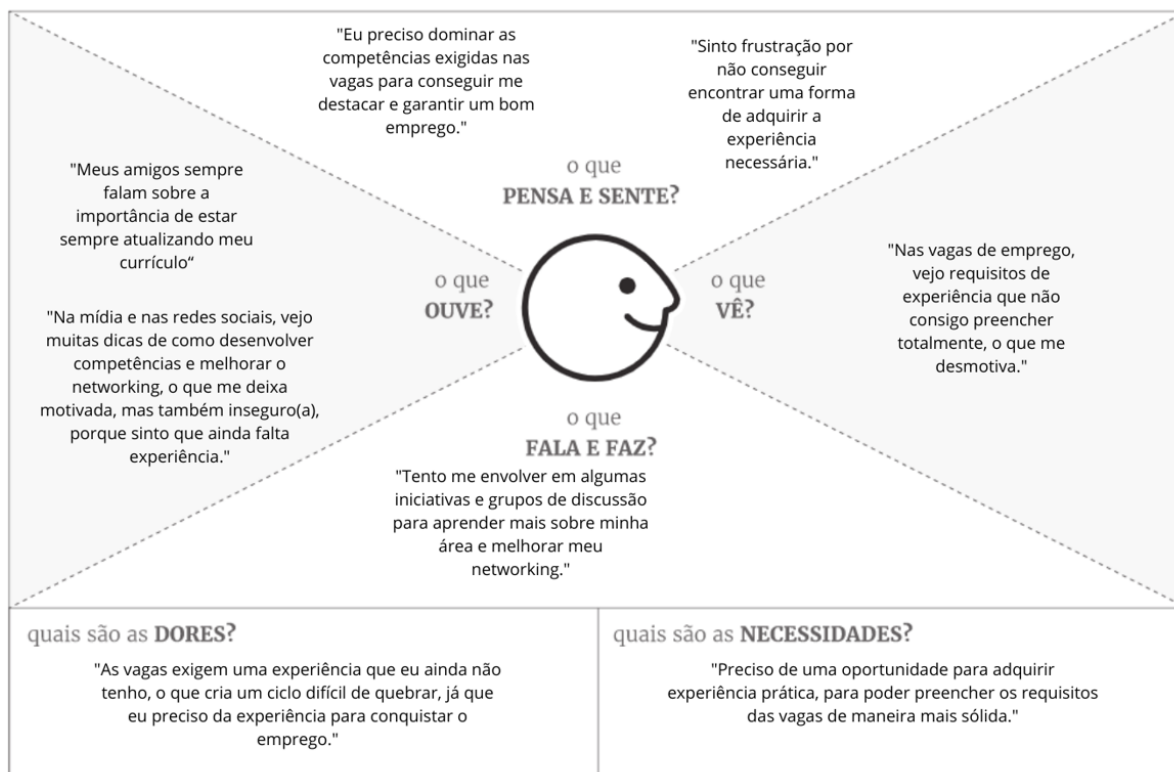 "Eu preciso dominar as
competências exigidas nas
vagas para conseguir me
destacar e garantir um bom
emprego."
"Sinto frustração por
não conseguir
encontrar uma forma
de adquirir a
experiência
necessária."
o que
PENSA E SENTE?
"Meus amigos sempre
falam sobre a
importância de estar
sempre atualizando meu
currículo“
"Na mídia e nas redes sociais, vejo
muitas dicas de como desenvolver
competências e melhorar o
networking, o que me deixa
motivada, mas também inseguro(a),
porque sinto que ainda falta
experiência."
o que
OUVE?
o que
VÊ?
"Nas vagas de emprego,
vejo requisitos de
experiência que não
consigo preencher
totalmente, o que me
desmotiva."
o que
FALA E FAZ?
"Tento me envolver em algumas
iniciativas e grupos de discussão
para aprender mais sobre minha
área e melhorar meu
networking."
quais são as DORES?
"As vagas exigem uma experiência que eu ainda não
tenho, o que cria um ciclo difícil de quebrar, já que
eu preciso da experiência para conquistar o
emprego."
quais são as NECESSIDADES?
"Preciso de uma oportunidade para adquirir
experiência prática, para poder preencher os requisitos
das vagas de maneira mais sólida."